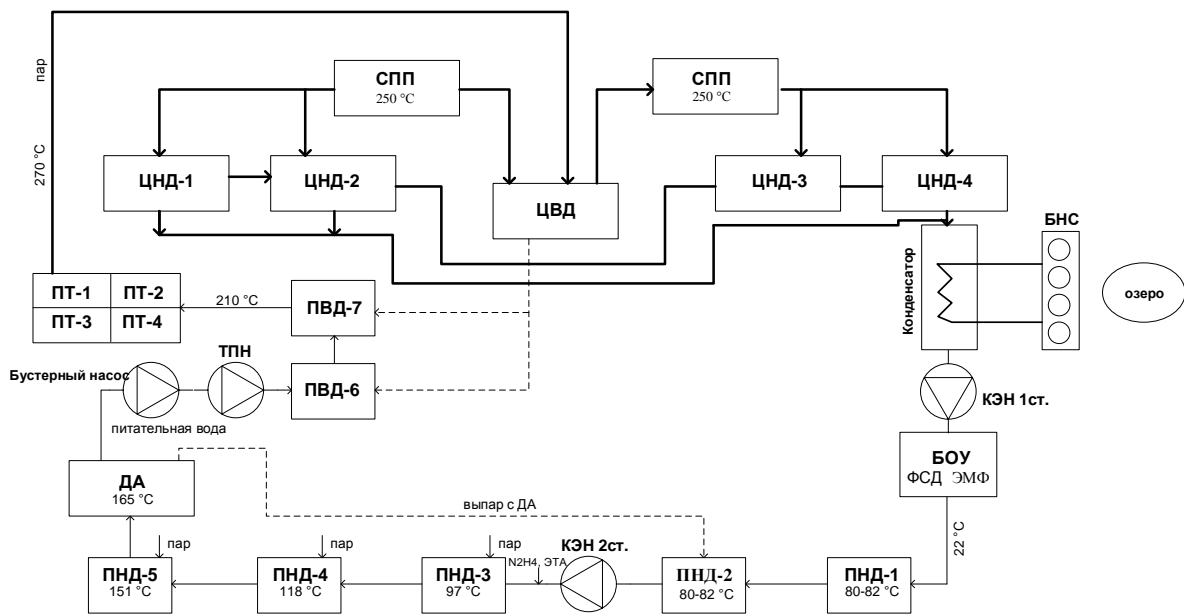 пар
270 °C
СПП
250 °C
СПП
250 °C
ЦНД-1
ЦНД-2
ЦВД
ЦНД-3
ЦНД-4
БНС
Конденсатор
озеро
ПТ-1
ПТ-2
ПТ-3
ПТ-4
210 °C
ПВД-7
ТПН
Бустерный насос
ПВД-6
питательная вода
КЭН 1ст.
БОУ
ФСД ЭМФ
ДА
165 °C
выпар с ДА
22 °C
пар
пар
пар
N2H4, ЭТА
КЭН 2ст.
ПНД-5
151 °C
ПНД-4
118 °C
ПНД-3
97 °C
ПНД-2
80-82 °C
ПНД-1
80-82 °C